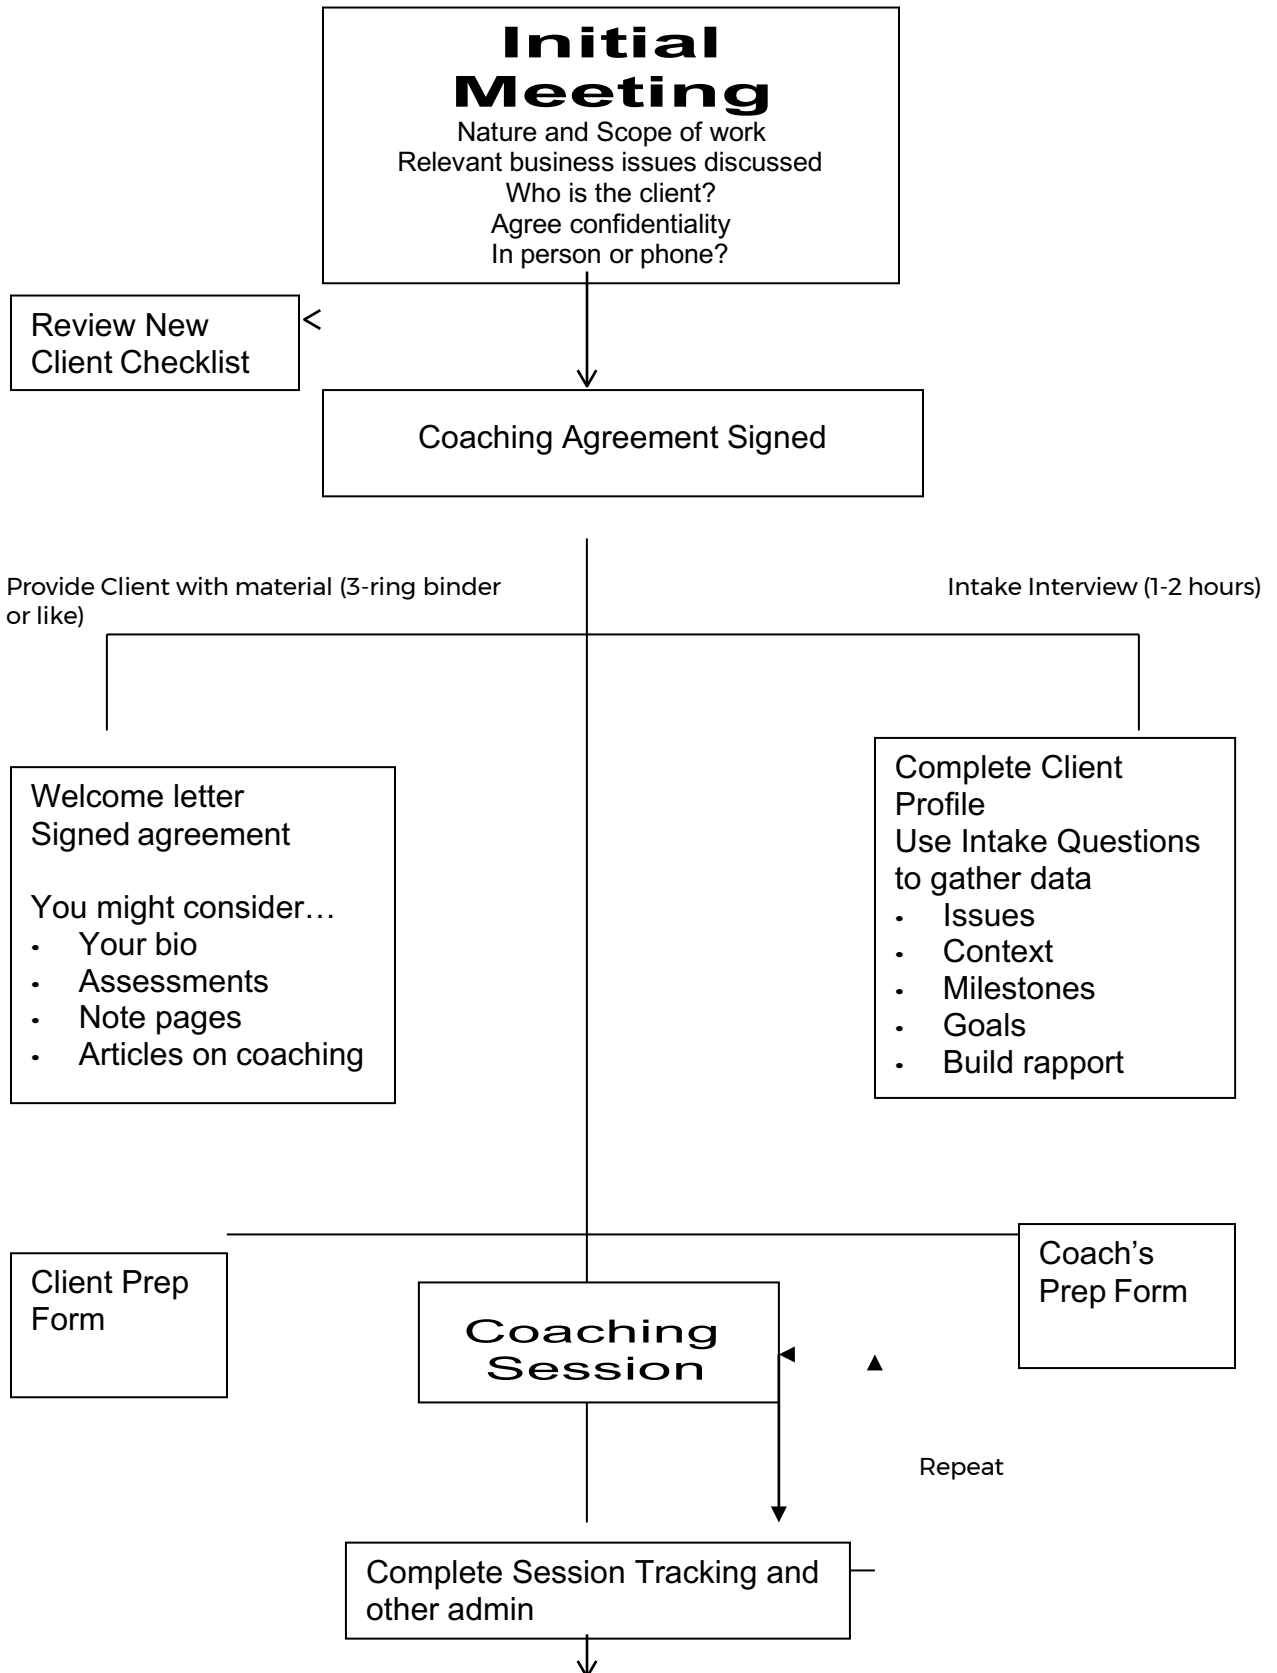 Initial
Meeting
Nature and Scope of work
Relevant business issues discussed
Who is the client?
Agree confidentiality
In person or phone?
Review New
Client Checklist
Coaching Agreement Signed
Provide Client with material (3-ring binder
or like)
Intake Interview (1-2 hours)
Welcome letter
Signed agreement
You might consider…
• Your bio
• Assessments
• Note pages
• Articles on coaching
Complete Client
Profile
Use Intake Questions
to gather data
• Issues
• Context
• Milestones
• Goals
• Build rapport
Client Prep
Form
Coaching
Session
Coach’s
Prep Form
Repeat
Complete Session Tracking and
other admin